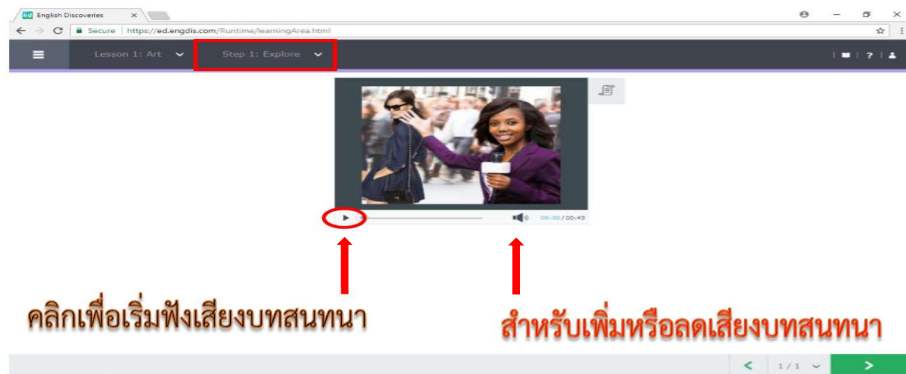 ed English Discoveries
Secure | https://ed.engdis.com/Runtime/learningArea.html
Lesson 1: Art Step 1: Explore ?
00:00/00:43
คลิกเพื่อเริ่มฟังเสียงบทสนทนา
สำหรับเพิ่มหรือลดเสียงบทสนทนา
1/1